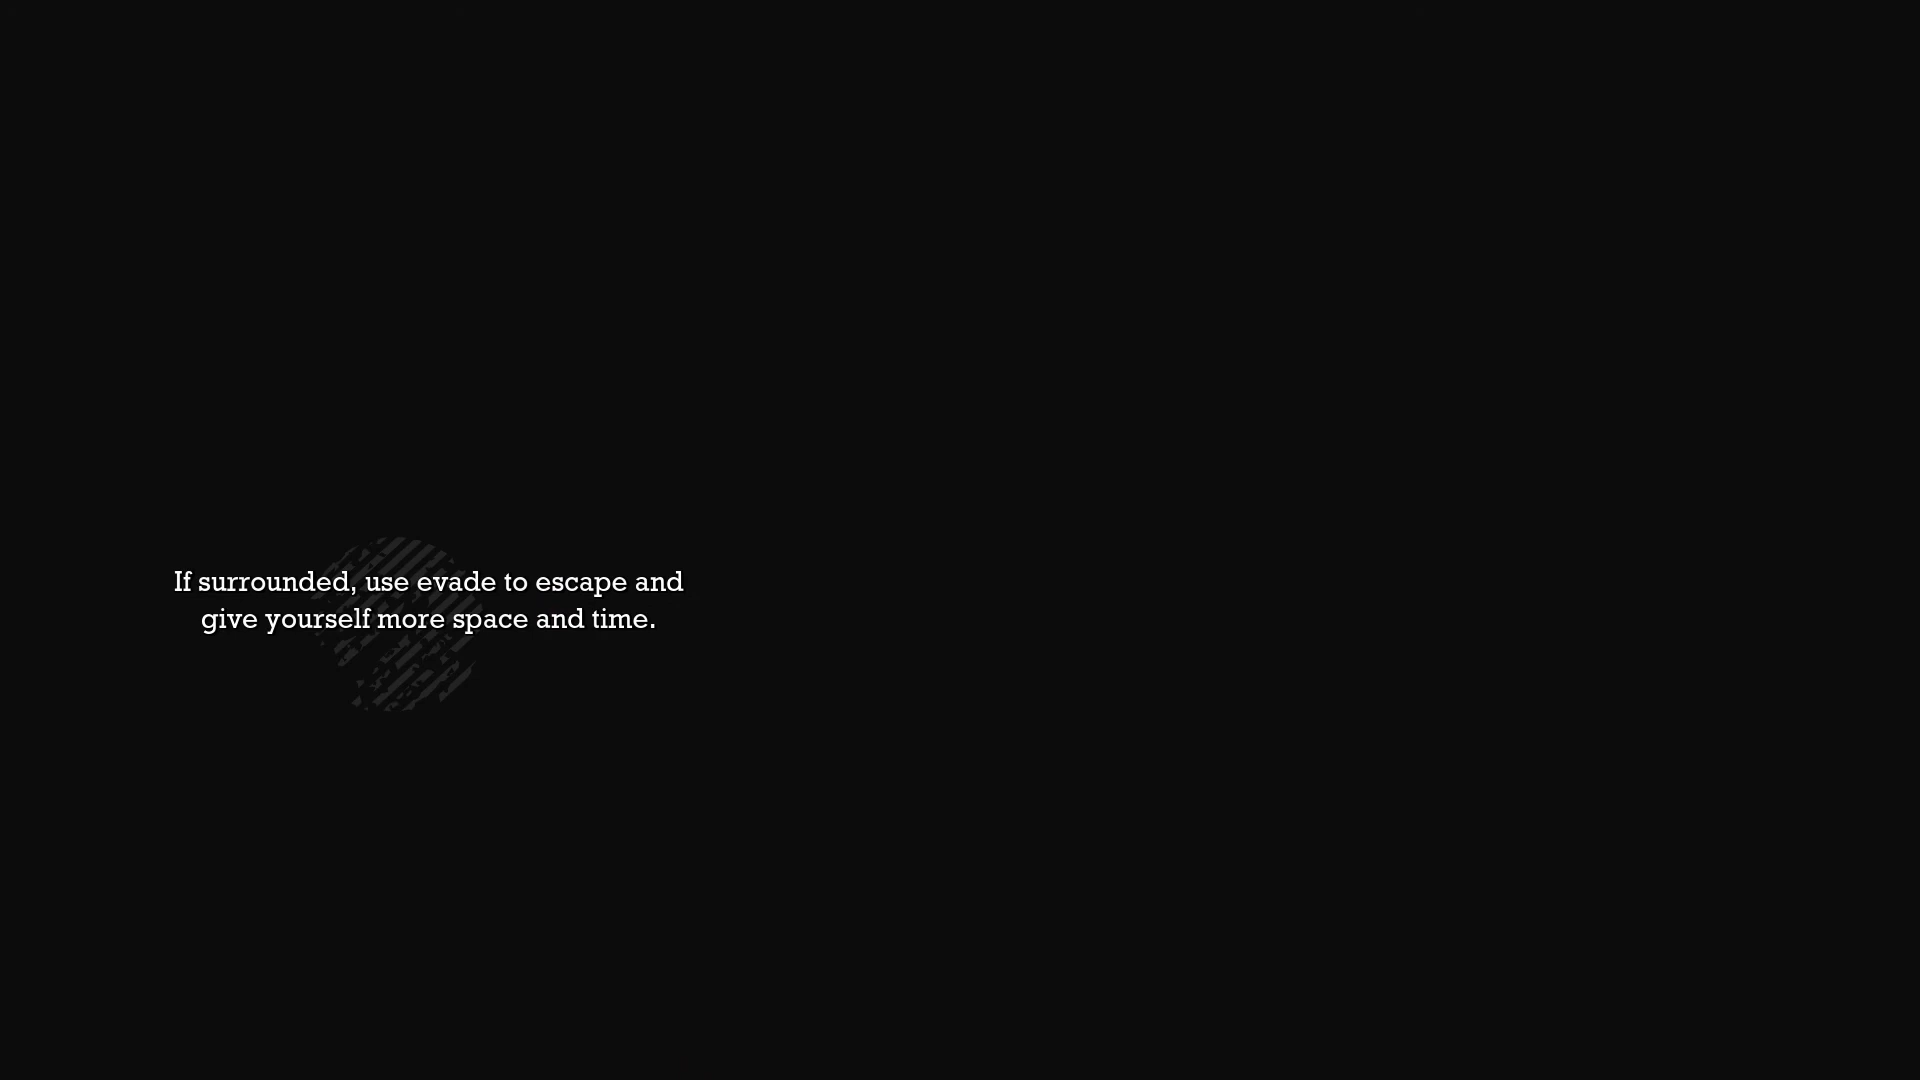 If surrounded, use evade to escape and
give yourself more space and time.